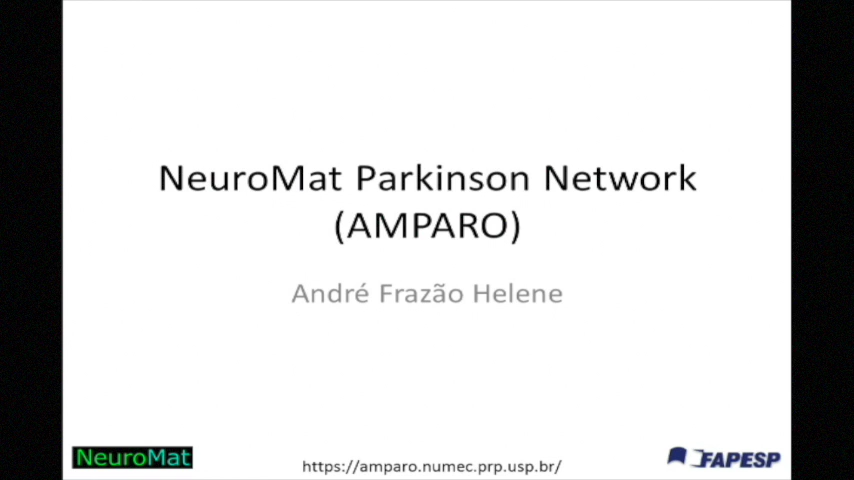 NeuroMat Parkinson Network
(AMPARO)
André Frazão Helene
NeuroMat
https://amparo.numec.prp.usp.br/
FAPESP